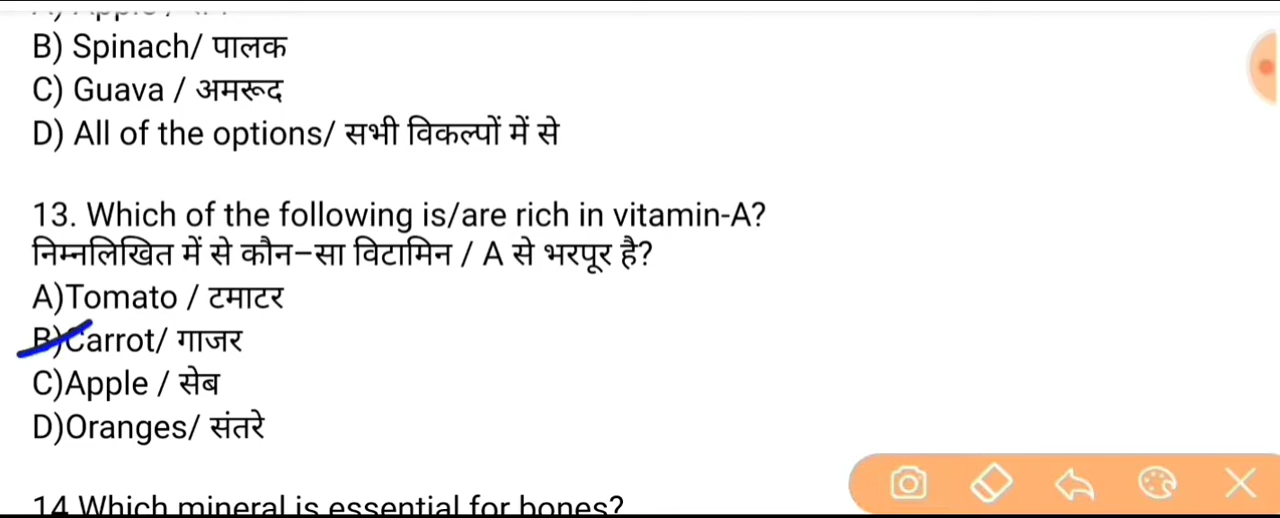 B) Spinach/ पालक
C) Guava / अमरूद
D) All of the options/ सभी विकल्पों में से
13. Which of the following is/are rich in vitamin-A?
निम्नलिखित में से कौन-सा विटामिन / A से भरपूर है?
A)Tomato / टमाटर
B)Carrot/ गाजर
C)Apple / सेब
D)Oranges/ संतरे
14 Which mineral is essential for bones?